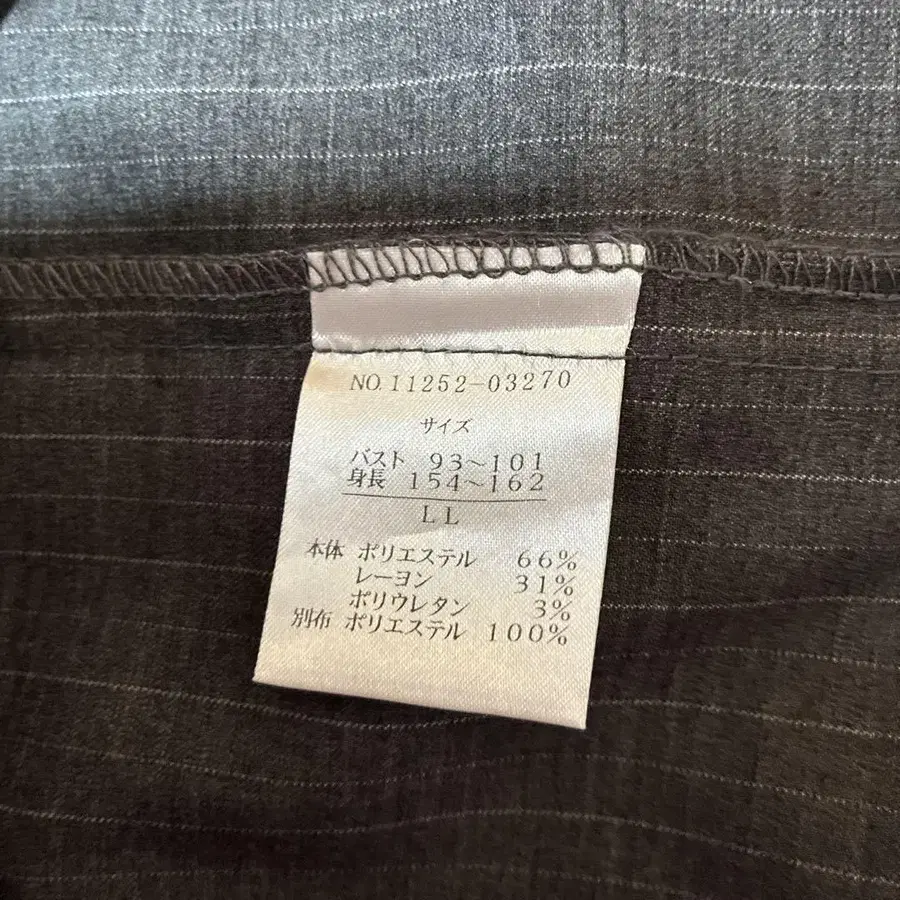 NO.11252-03270
サイズ
バスト 93~101
身長 154~162
LL
本体 ポリエステル 66%
レーヨン 31%
ポリウレタン 3%
別布 ポリエステル 100%